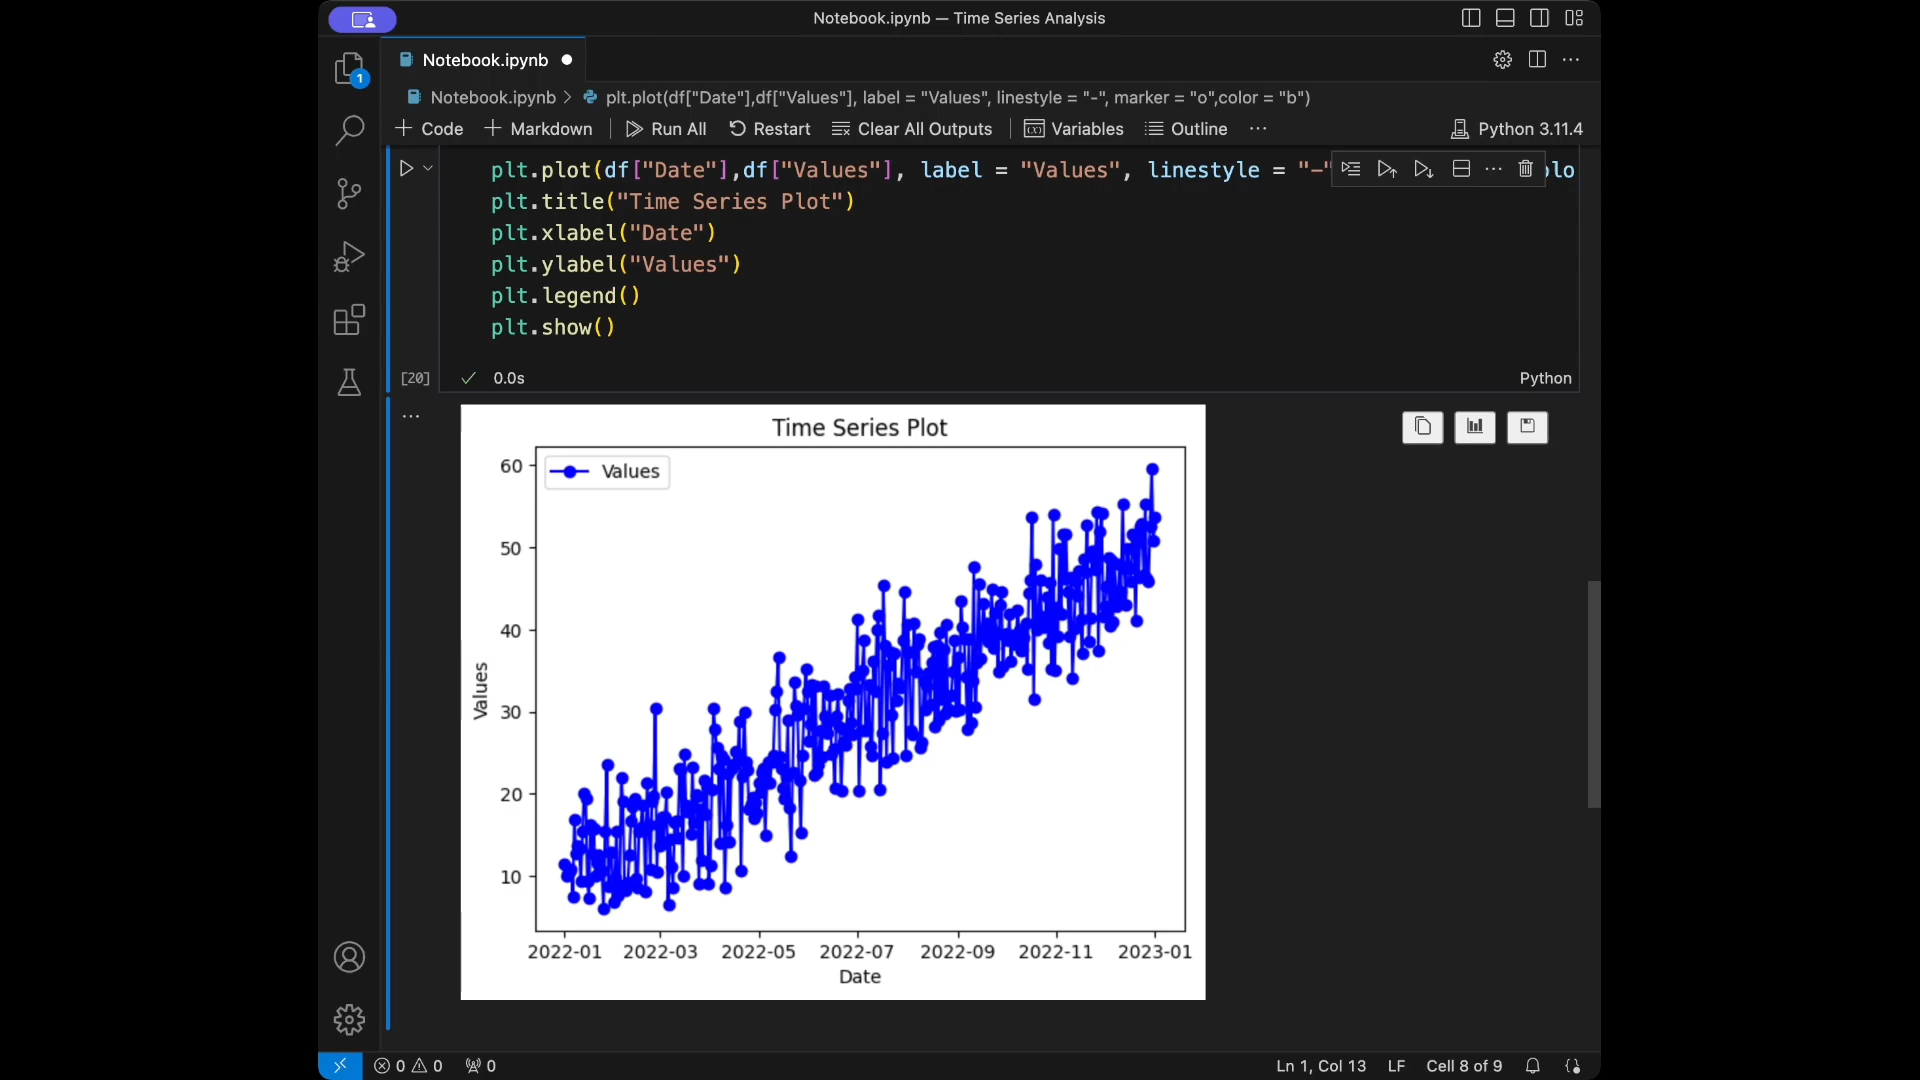 Notebook.ipynb — Time Series Analysis
Notebook.ipynb
1
Notebook.ipynb > plt.plot(df["Date"],df["Values"], label = "Values", linestyle = "-", marker = "o",color = "b")
+ Code + Markdown Run All Restart Clear All Outputs Variables Outline ··· Python 3.11.4
plt.plot(df["Date"],df["Values"], label = "Values", linestyle = "-" olo
plt.title("Time Series Plot")
plt.xlabel("Date")
plt.ylabel("Values")
plt.legend()
plt.show()
[20] ✓ 0.0s Python
Time Series Plot
Values
60
50
40
30
20
10
Values
2022-01 2022-03 2022-05 2022-07 2022-09 2022-11 2023-01
Date
0 0 0 Ln 1, Col 13 LF Cell 8 of 9